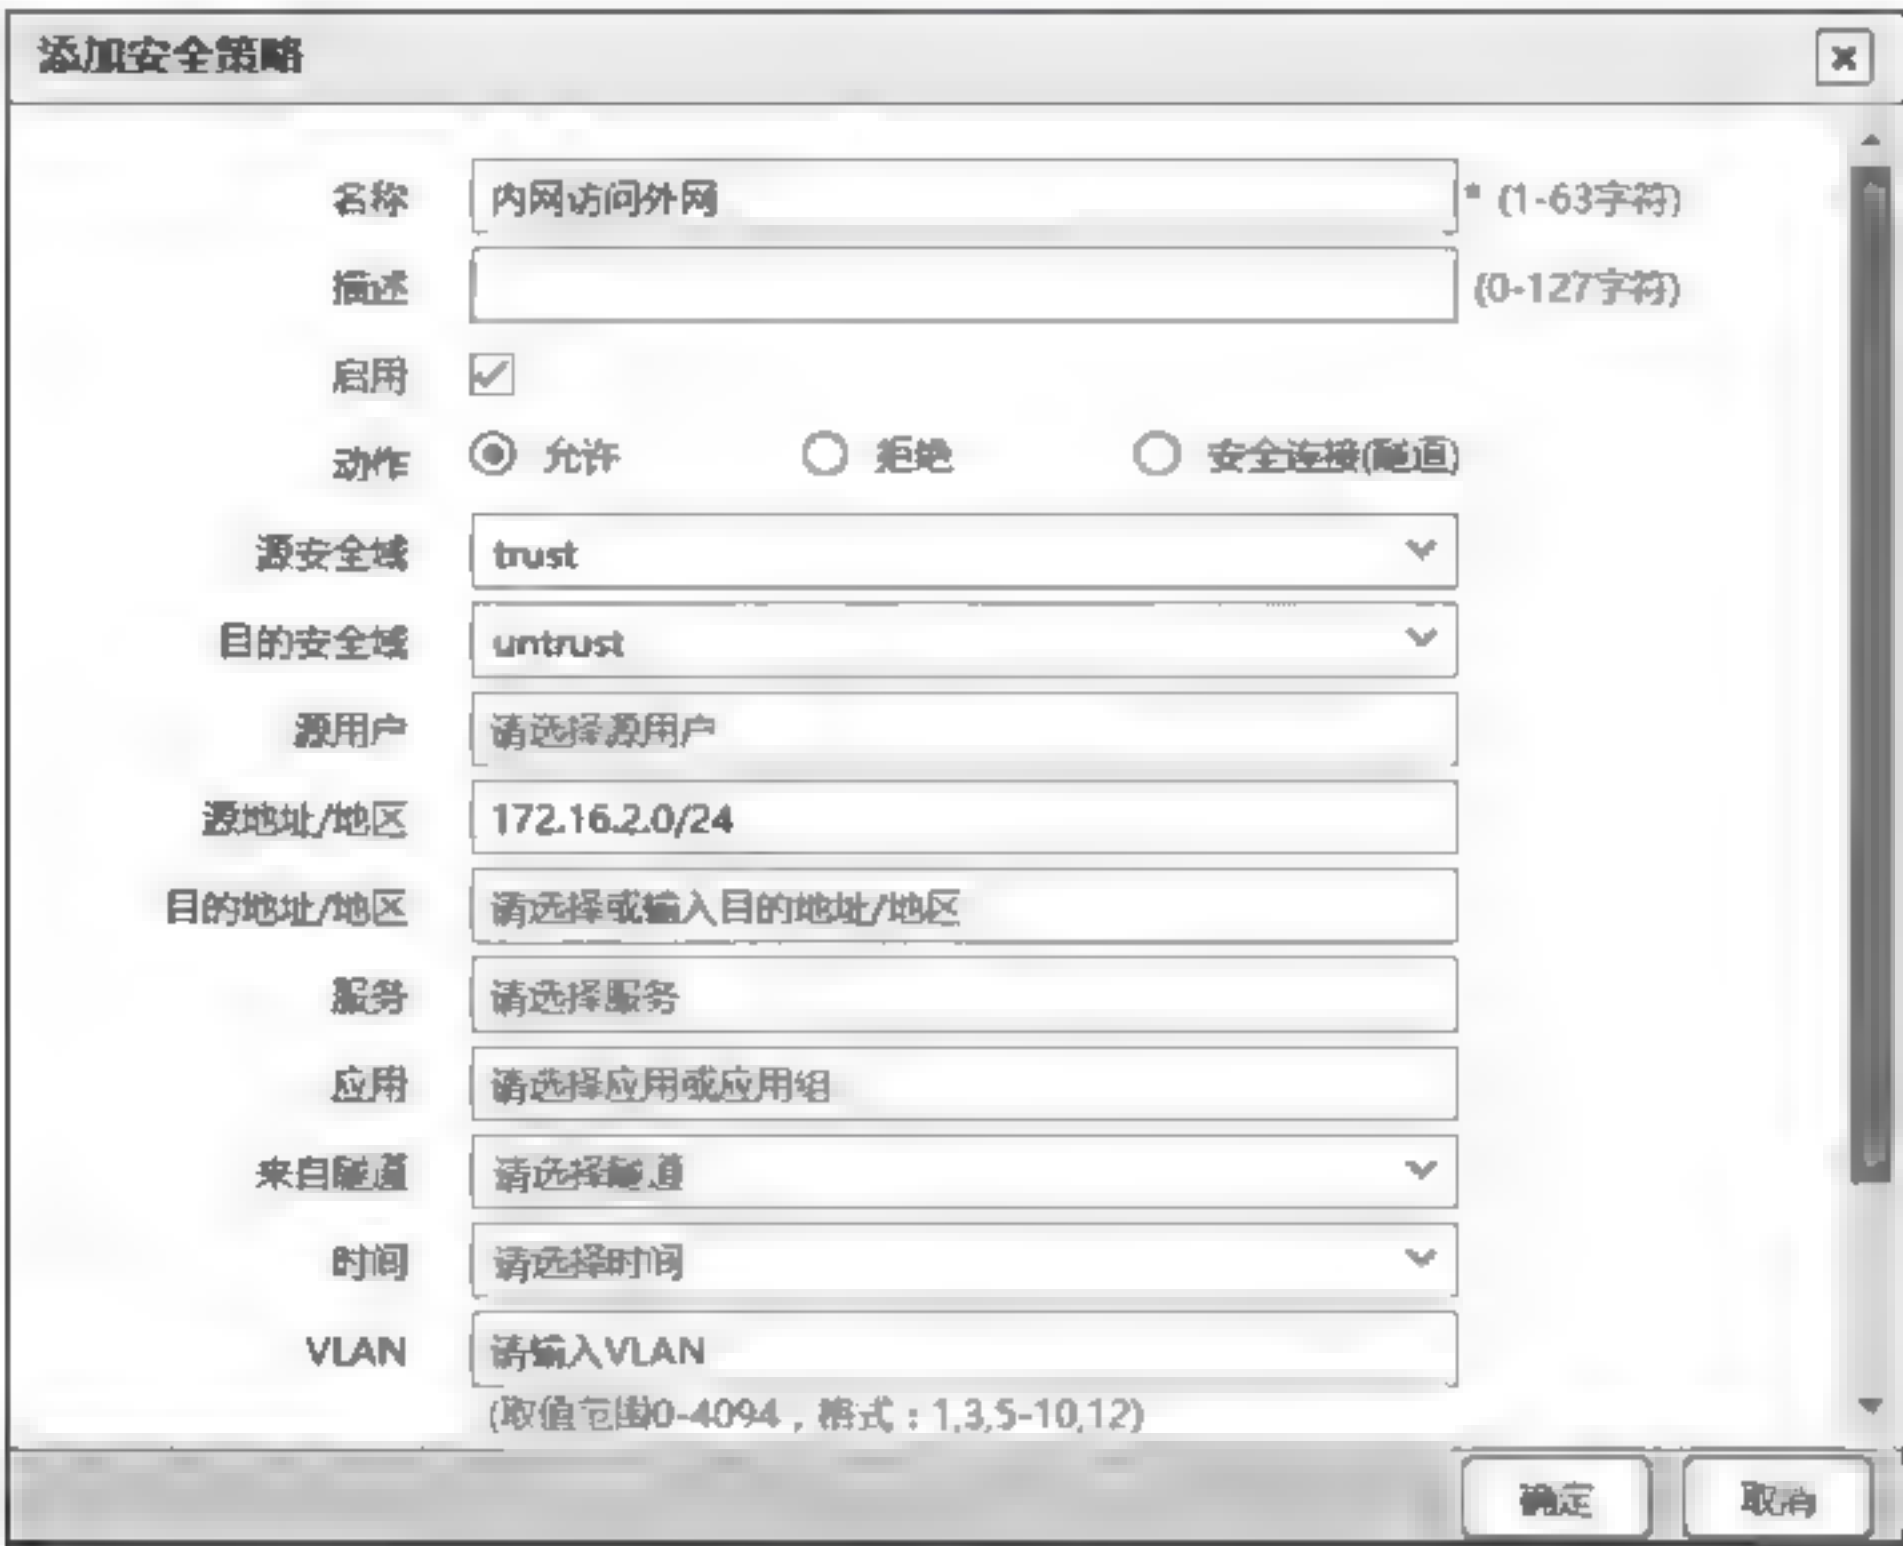 添加安全策略
名称 内网访问外网 * (1-63字符)
描述 (0-127字符)
启用
动作 允许 拒绝 安全连接(隧道)
源安全域 trust
目的安全域 untrust
源用户 请选择源用户
源地址/地区 172.16.2.0/24
目的地址/地区 请选择或输入目的地址/地区
服务 请选择服务
应用 请选择应用或应用组
来自隧道 请选择隧道
时间 请选择时间
VLAN 请输入VLAN
(取值范围0-4094，格式：1,3,5-10,12)
确定 取消